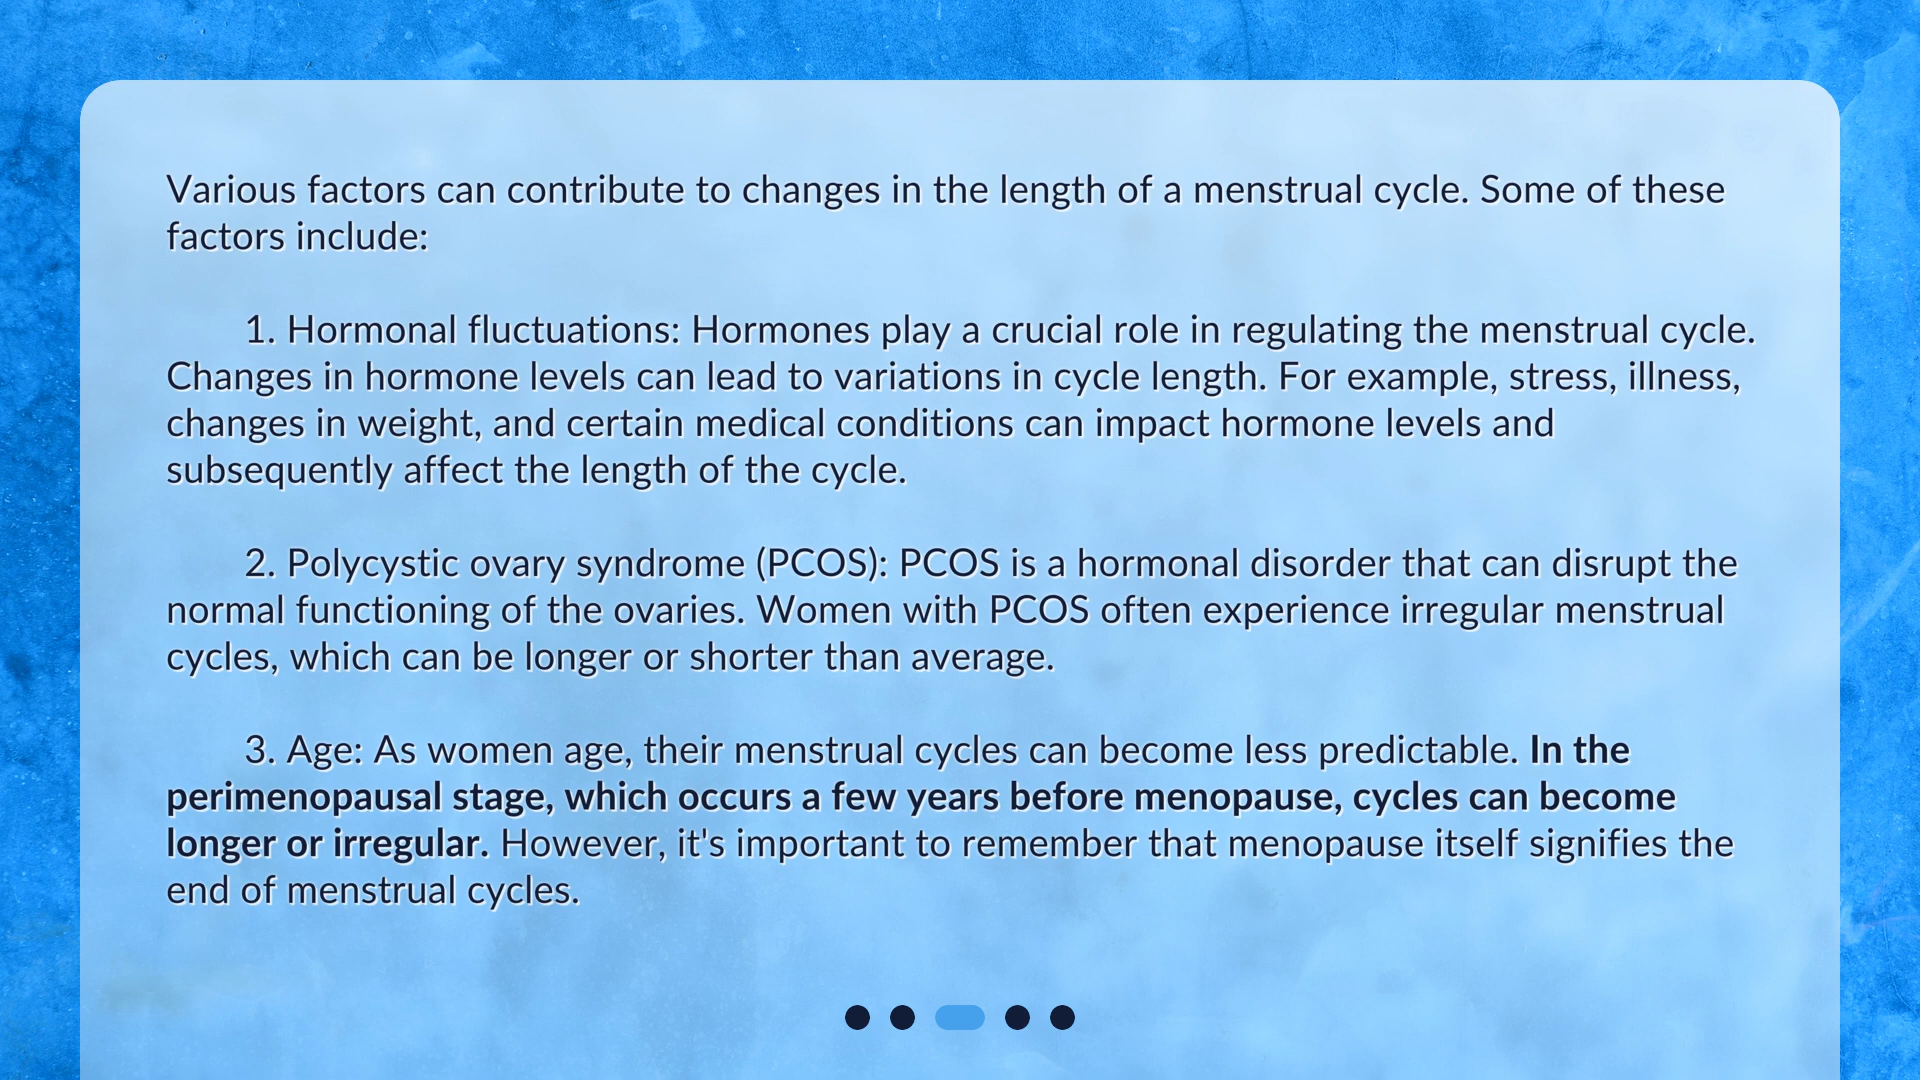 Various factors can contribute to changes in the length of a menstrual cycle. Some of these
factors include:
1. Hormonal fluctuations: Hormones play a crucial role in regulating the menstrual cycle.
Changes in hormone levels can lead to variations in cycle length. For example, stress, illness,
changes in weight, and certain medical conditions can impact hormone levels and
subsequently affect the length of the cycle.
2. Polycystic ovary syndrome (PCOS): PCOS is a hormonal disorder that can disrupt the
normal functioning of the ovaries. Women with PCOS often experience irregular menstrual
cycles, which can be longer or shorter than average.
3. Age: As women age, their menstrual cycles can become less predictable. In the
perimenopausal stage, which occurs a few years before menopause, cycles can become
longer or irregular. However, it's important to remember that menopause itself signifies the
end of menstrual cycles.